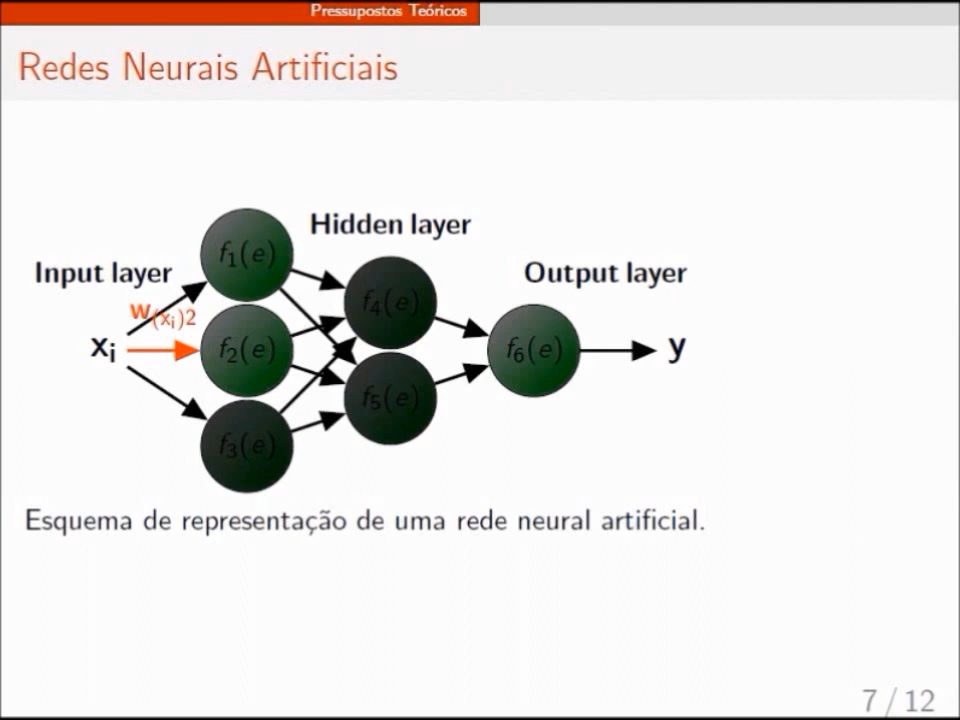 Pressupostos Teóricos
Redes Neurais Artificiais
Hidden layer
Input layer
Output layer
f₁(e)
w₍ₓᵢ₎₂
f₄(e)
xᵢ
f₂(e)
f₆(e)
y
f₅(e)
f₃(e)
Esquema de representação de uma rede neural artificial.
7 / 12